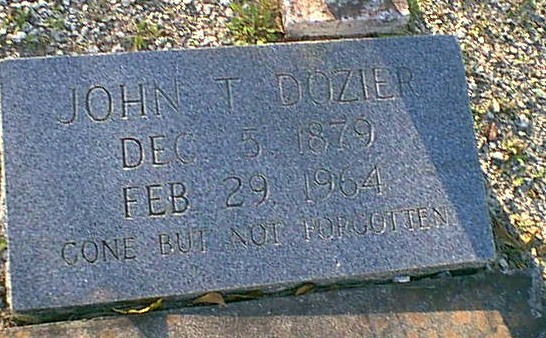 JOHN T DOZIER
DEC 5, 1879
FEB 29, 1964
GONE BUT NOT FORGOTTEN